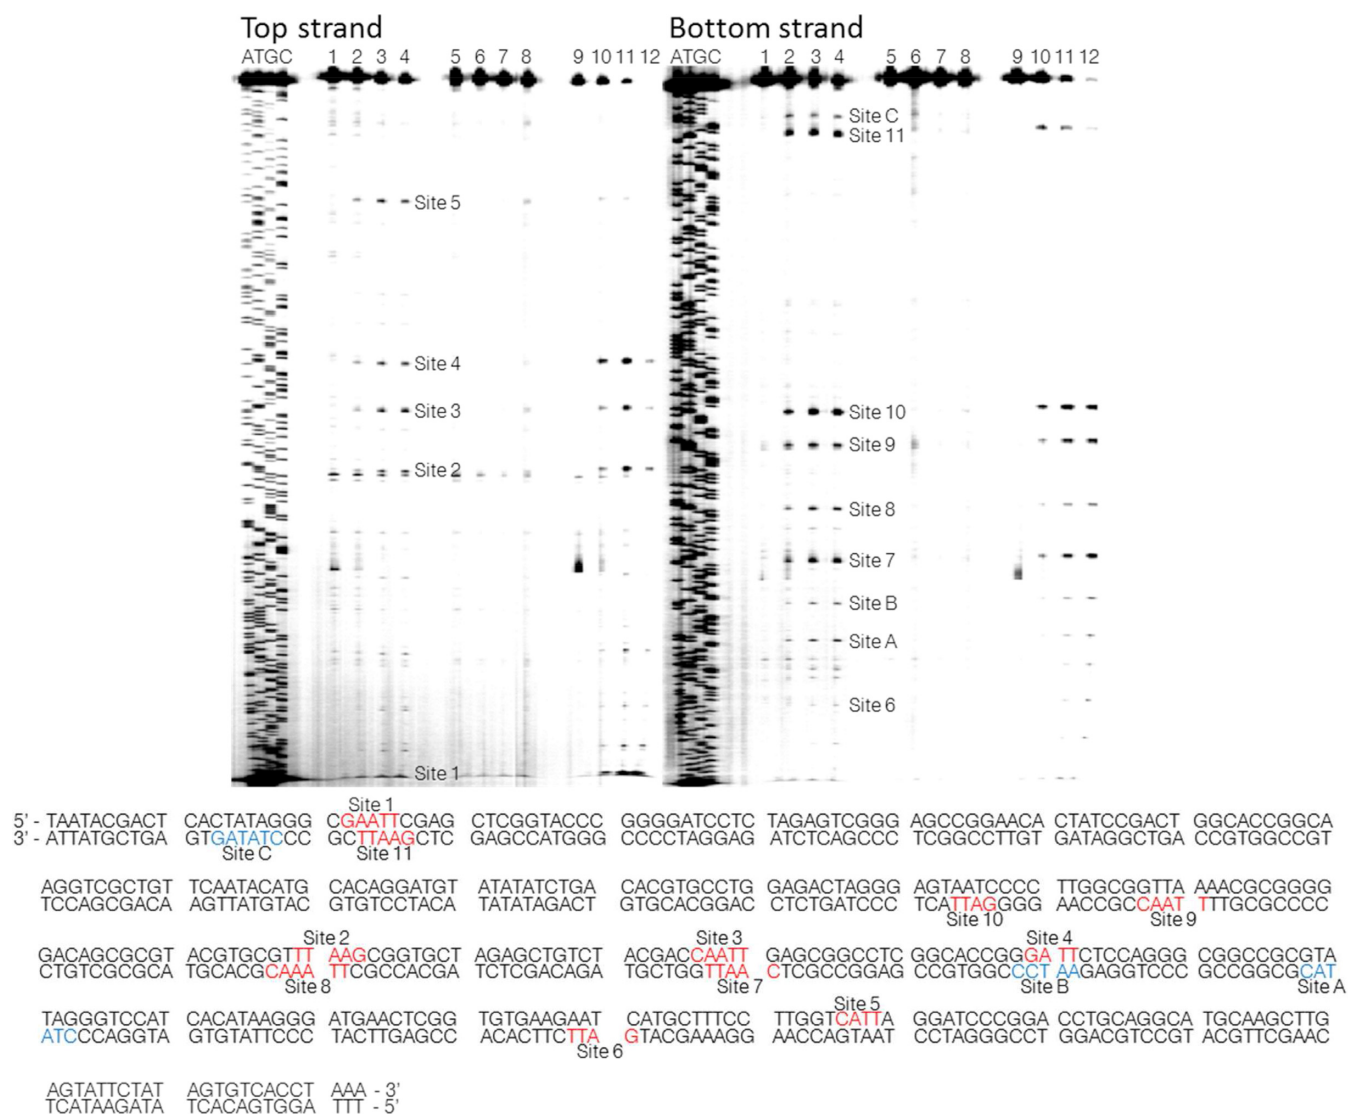 Top strand Bottom strand
ATGC 1 2 3 4 5 6 7 8 9 10 11 12 ATGC 1 2 3 4 5 6 7 8 9 10 11 12
Site C
Site 11
Site 5
Site 4
Site 3
Site 10
Site 9
Site 2
Site 8
Site 7
Site B
Site A
Site 6
Site 1
Site 1
5' - TAATACGACT CACTATAGGG CGAATTCGAG CTCGGTACCC GGGGATCCTC TAGAGTCGGG AGCCGGAACA CTATCCGACT GGCACCGGCA
3' - ATTATGCTGA GTGATATCCC GCTTAAGCTC GAGCCATGGG CCCCTAGGAG ATCTCAGCCC TCGGCCTTGT GATAGGCTGA CCGTGGCCGT
Site C Site 11
AGGTCGCTGT TCAATACATG CACAGGATGT ATATATCTGA CACGTGCCTG GAGACTAGGG AGTAATCCCC TTGGCGGTTA AAACGCGGGG
TCCAGCGACA AGTTATGTAC GTGTCCTACA TATATAGACT GTGCACGGAC CTCTGATCCC TCATTAGGGG AACCGCCAAT TTTGCGCCCC
Site 10 Site 9
Site 2 Site 3 Site 4
GACAGCGCGT ACGTGCGTTT AAGCGGTGCT AGAGCTGTCT ACGACCAATT GAGCGGCCTC GGCACCGGGA TTCTCCAGGG CGGCCGCGTA
CTGTCGCGCA TGCACGCAAA TTCGCCACGA TCTCGACAGA TGCTGGTTAA CTCGCCGGAG CCGTGGCCCT AAGAGGTCCC GCCGGCGCAT
Site 8 Site 7 Site B Site A
Site 5
TAGGGTCCAT CACATAAGGG ATGAACTCGG TGTGAAGAAT CATGCTTTCC TTGGTCATTA GGATCCCGGA CCTGCAGGCA TGCAAGCTTG
ATCCCAGGTA GTGTATTCCC TACTTGAGCC ACACTTCTTA GTACGAAAGG AACCAGTAAT CCTAGGGCCT GGACGTCCGT ACGTTCGAAC
Site 6
AGTATTCTAT AGTGTCACCT AAA - 3'
TCATAAGATA TCACAGTGGA TTT - 5'